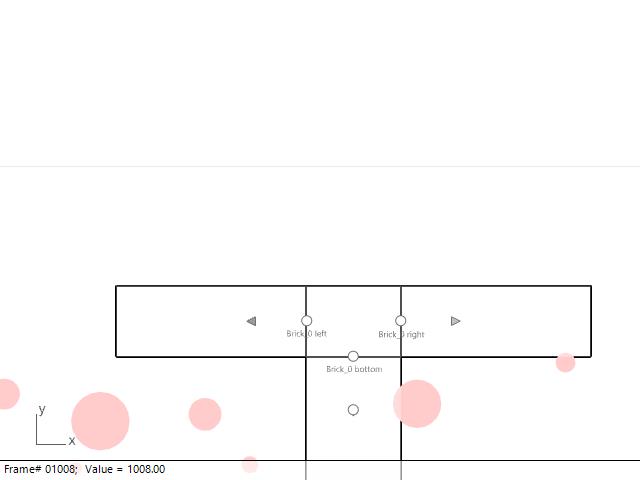 Brick_0 left
Brick_0 right
Brick_0 bottom
y
x
Frame# 01008;  Value = 1008.00